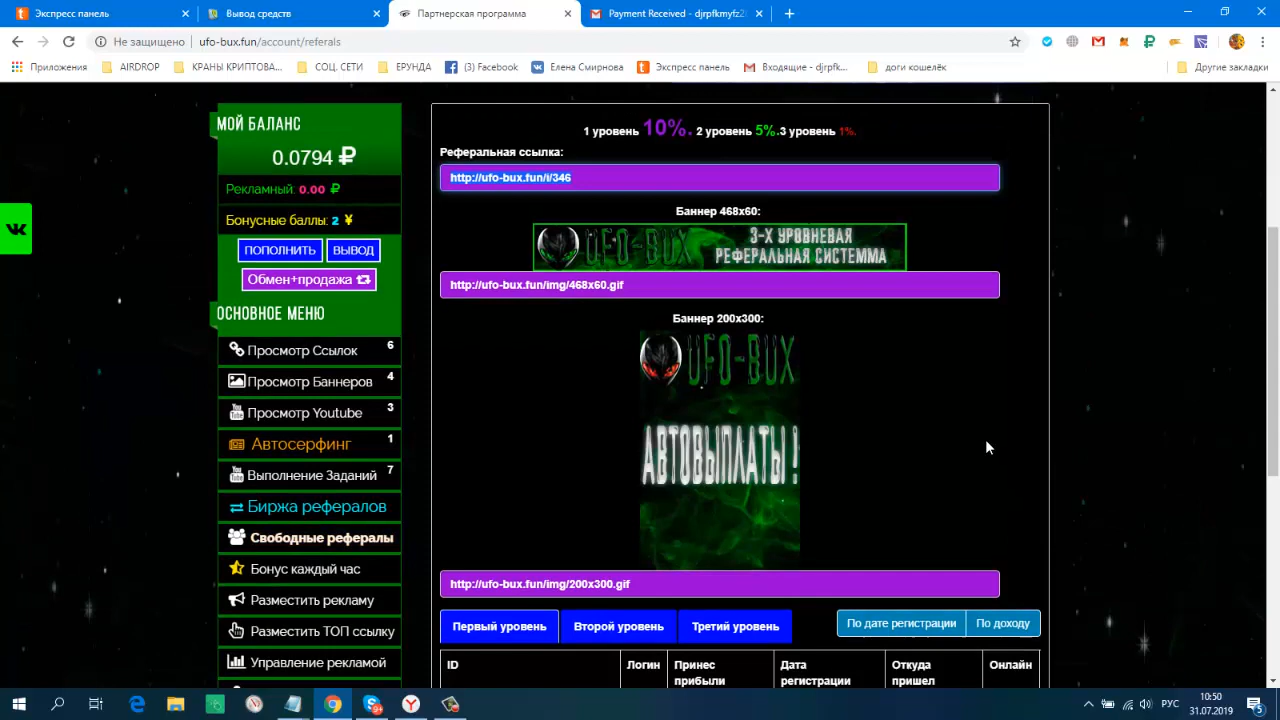 Экспресс панель
Вывод средств
Партнерская программа
Payment Received - djrpfkmyfz2
Не защищено
ufo-bux.fun/account/referals
Приложения
AIRDROP
КРАНЫ КРИПТОВА...
СОЦ. СЕТИ
ЕРУНДА
(3) Facebook
Елена Смирнова
Экспресс панель
Входящие - djrpfk...
доги кошелёк
Другие закладки
МОЙ БАЛАНС
0.0794 ₽
Рекламный: 0.00 ₽
Бонусные баллы: 2 ¥
ПОПОЛНИТЬ
ВЫВОД
Обмен+продажа
ОСНОВНОЕ МЕНЮ
Просмотр Ссылок 6
Просмотр Баннеров 4
Просмотр Youtube 3
Автосерфинг 1
Выполнение Заданий 7
Биржа рефералов
Свободные рефералы
Бонус каждый час
Разместить рекламу
Разместить ТОП ссылку
Управление рекламой
1 уровень 10%. 2 уровень 5%.3 уровень 1%.
Реферальная ссылка:
http://ufo-bux.fun/i/346
Баннер 468x60:
UFO-BUX
3-Х УРОВНЕВАЯ
РЕФЕРАЛЬНАЯ СИСТЕММА
http://ufo-bux.fun/img/468x60.gif
Баннер 200x300:
UFO-BUX
АВТОВЫПЛАТЫ !
http://ufo-bux.fun/img/200x300.gif
Первый уровень
Второй уровень
Третий уровень
По дате регистрации
По доходу
ID
Логин
Принес
прибыли
Дата
регистрации
Откуда
пришел
Онлайн
РУС
10:50
31.07.2019
5